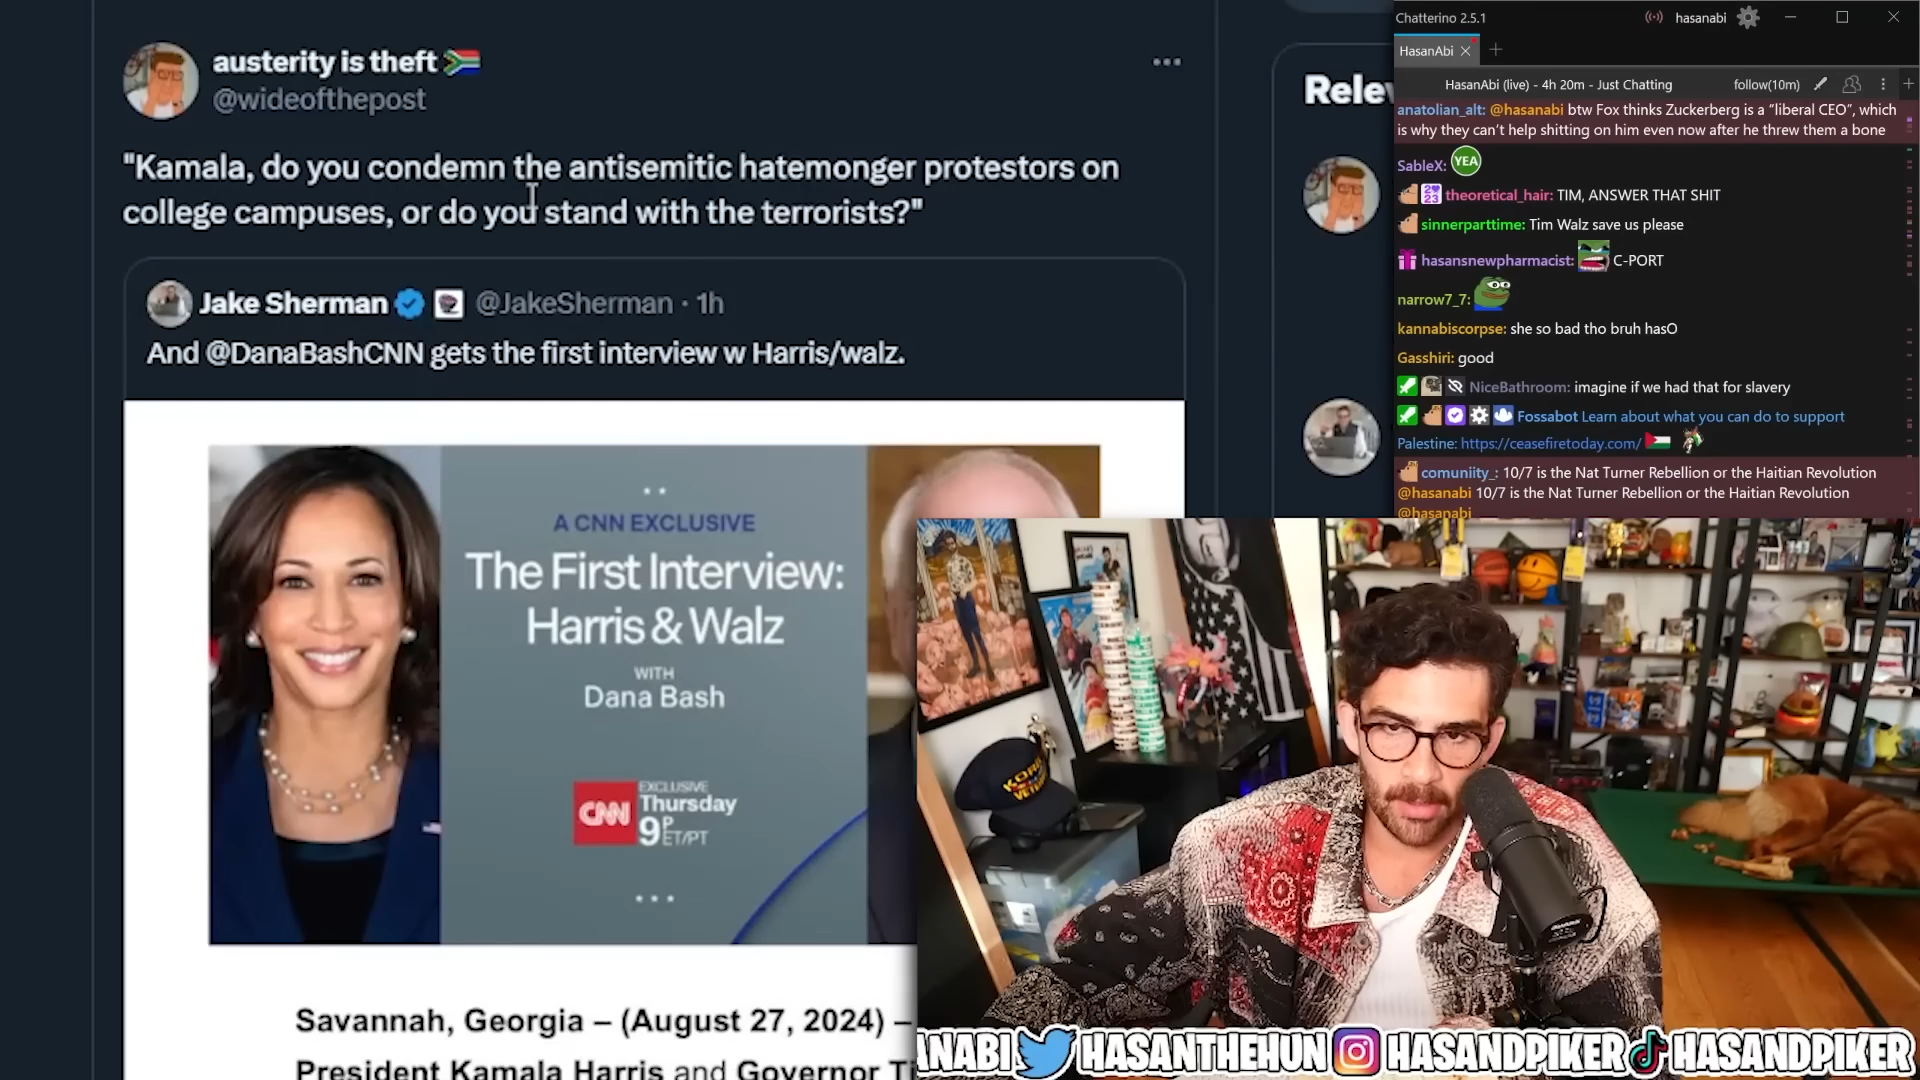 austerity is theft
@wideofthepost
"Kamala, do you condemn the antisemitic hatemonger protestors on
college campuses, or do you stand with the terrorists?"
Jake Sherman @JakeSherman · 1h
And @DanaBashCNN gets the first interview w Harris/walz.
A CNN EXCLUSIVE
The First Interview:
Harris & Walz
WITH
Dana Bash
CNN
EXCLUSIVE
Thursday
9P
ET/PT
Savannah, Georgia – (August 27, 2024) –
President Kamala Harris and Governor
Rele
Chatterino 2.5.1
hasanabi
HasanAbi
HasanAbi (live) - 4h 20m - Just Chatting
follow(10m)
anatolian_alt: @hasanabi btw Fox thinks Zuckerberg is a “liberal CEO”, which
is why they can’t help shitting on him even now after he threw them a bone
SableX: YEA
theoretical_hair: TIM, ANSWER THAT SHIT
sinnerparttime: Tim Walz save us please
hasansnewpharmacist: C-PORT
narrow7_7:
kannabiscorpse: she so bad tho bruh hasO
Gasshiri: good
NiceBathroom: imagine if we had that for slavery
Fossabot Learn about what you can do to support
Palestine: https://ceasefiretoday.com/
comuniity_: 10/7 is the Nat Turner Rebellion or the Haitian Revolution
@hasanabi 10/7 is the Nat Turner Rebellion or the Haitian Revolution
@hasanabi
KOREA
VETERAN
ANABI HASANTHEHUN HASANDPIKER HASANDPIKER